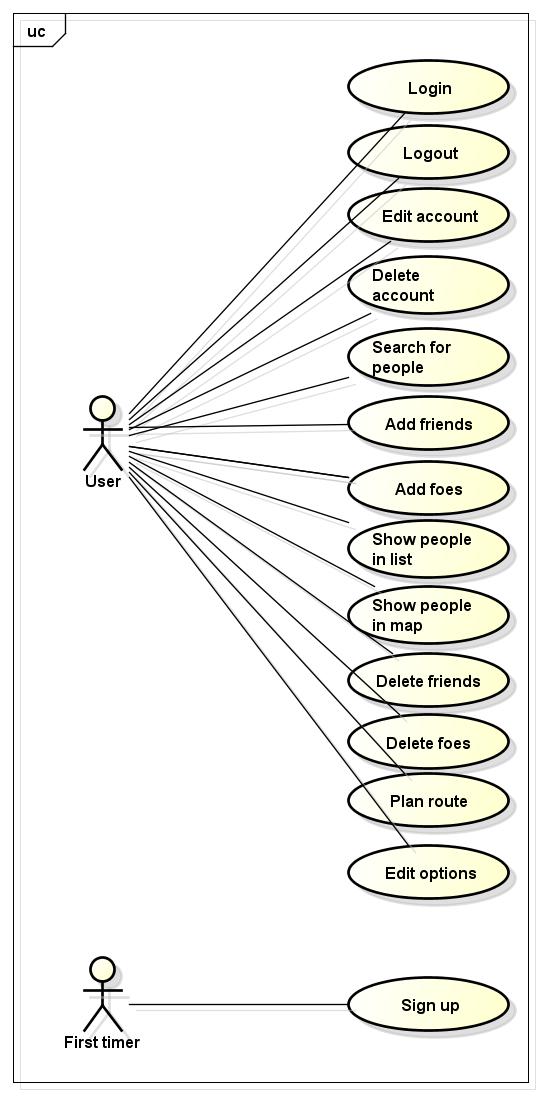 uc
Login
Logout
Edit account
Delete
account
Search for
people
Add friends
User
Add foes
Show people
in list
Show people
in map
Delete friends
Delete foes
Plan route
Edit options
Sign up
First timer